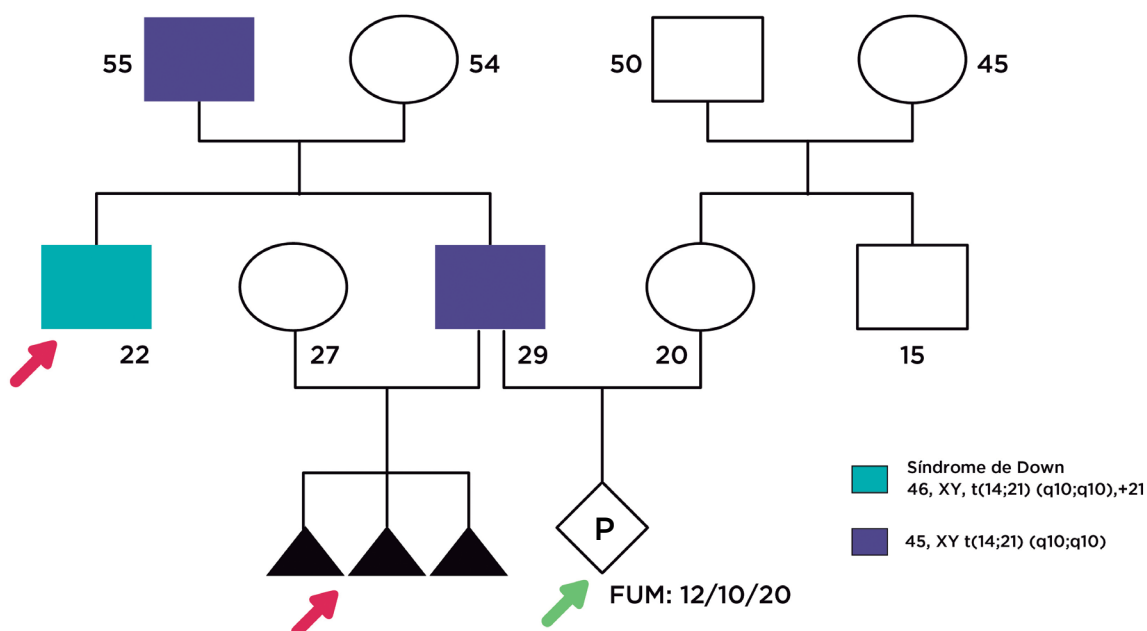 55
54
50
45
22
27
29
20
15
P
FUM: 12/10/20
Síndrome de Down
46, XY, t(14;21) (q10;q10),+21
45, XY t(14;21) (q10;q10)